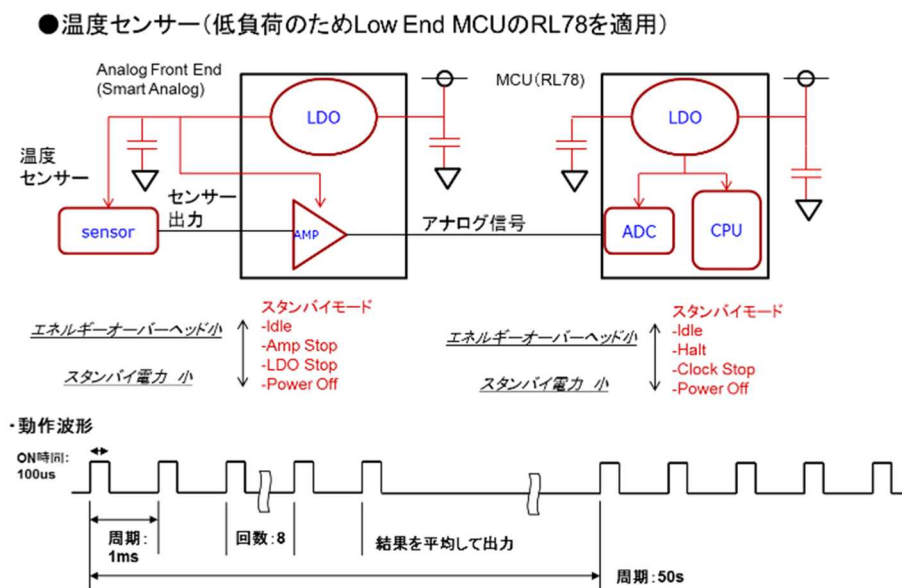 ●温度センサー(低負荷のためLow End MCUのRL78を適用)
Analog Front End
(Smart Analog)
MCU(RL78)
LDO
LDO
温度
センサー
センサー
出力
アナログ信号
sensor
AMP
ADC
CPU
スタンバイモード
-Idle
-Amp Stop
-LDO Stop
-Power Off
エネルギーオーバーヘッド小
スタンバイ電力 小
スタンバイモード
-Idle
-Halt
-Clock Stop
-Power Off
エネルギーオーバーヘッド小
スタンバイ電力 小
・動作波形
ON時間:
100us
周期:
1ms
回数:8
結果を平均して出力
周期:50s